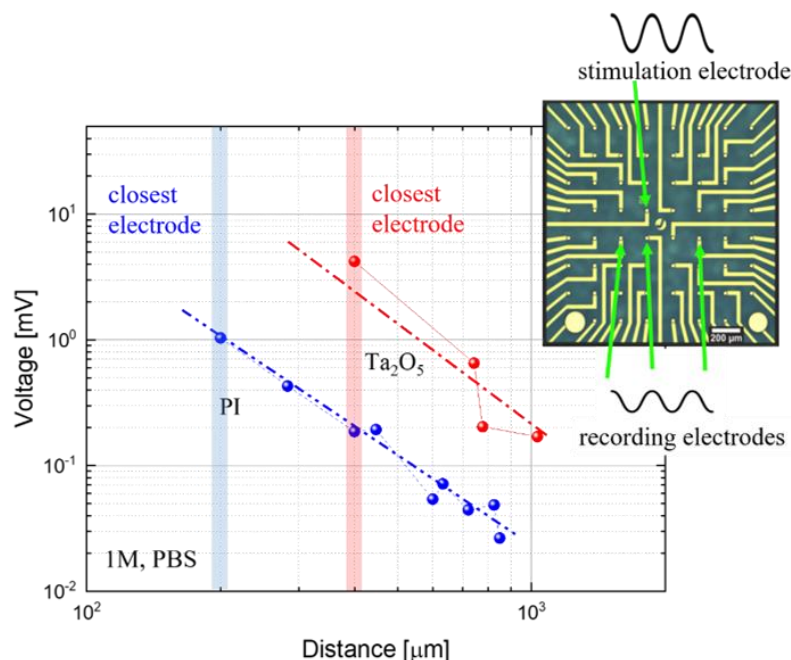 stimulation electrode
closest
electrode
closest
electrode
10¹
10⁰
10⁻¹
10⁻²
Voltage [mV]
Ta₂O₅
PI
1M, PBS
200 µm
recording electrodes
10²
10³
Distance [µm]